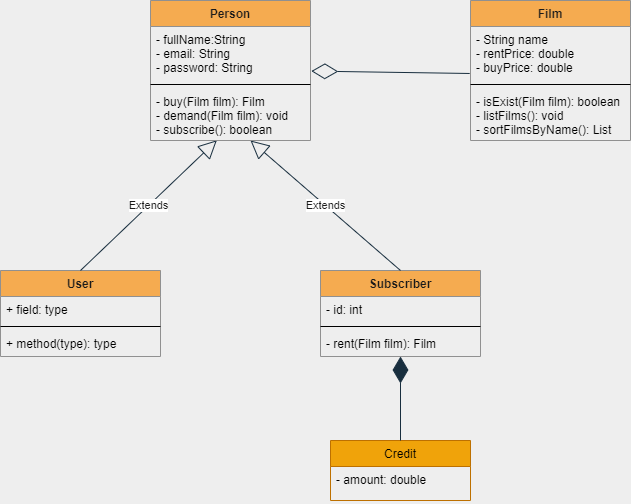 Person
- fullName:String
- email: String
- password: String
- buy(Film film): Film
- demand(Film film): void
- subscribe(): boolean
Film
- String name
- rentPrice: double
- buyPrice: double
- isExist(Film film): boolean
- listFilms(): void
- sortFilmsByName(): List
Extends
Extends
User
+ field: type
+ method(type): type
Subscriber
- id: int
- rent(Film film): Film
Credit
- amount: double